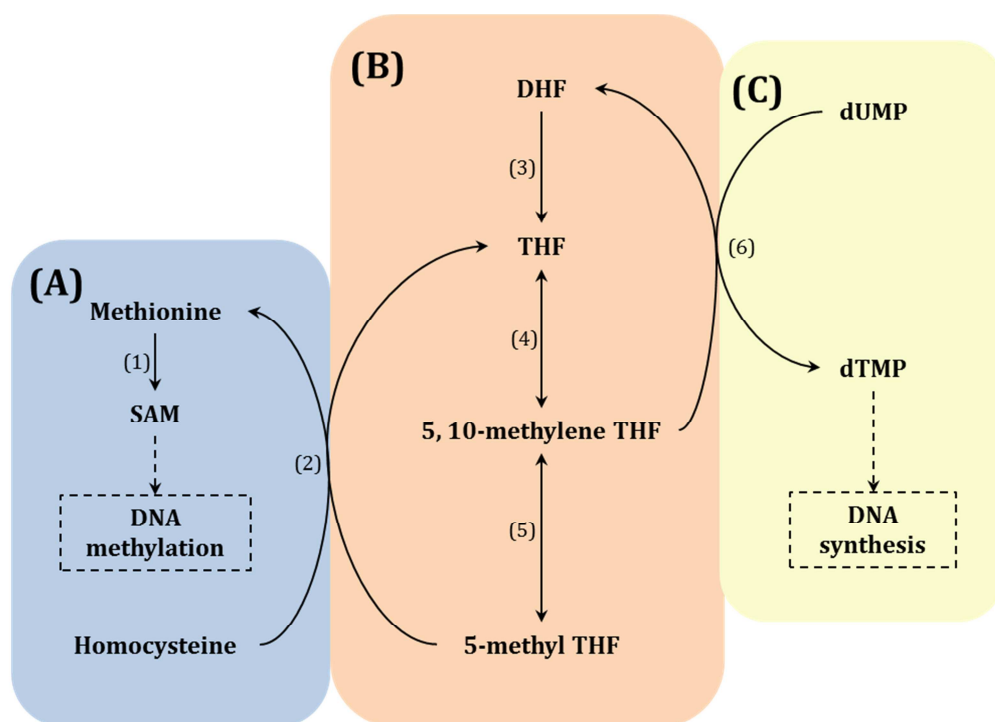 (A)
Methionine
(1)
SAM
DNA
methylation
Homocysteine
(2)
(B)
DHF
(3)
THF
(4)
5, 10-methylene THF
(5)
5-methyl THF
(C)
dUMP
(6)
dTMP
DNA
synthesis